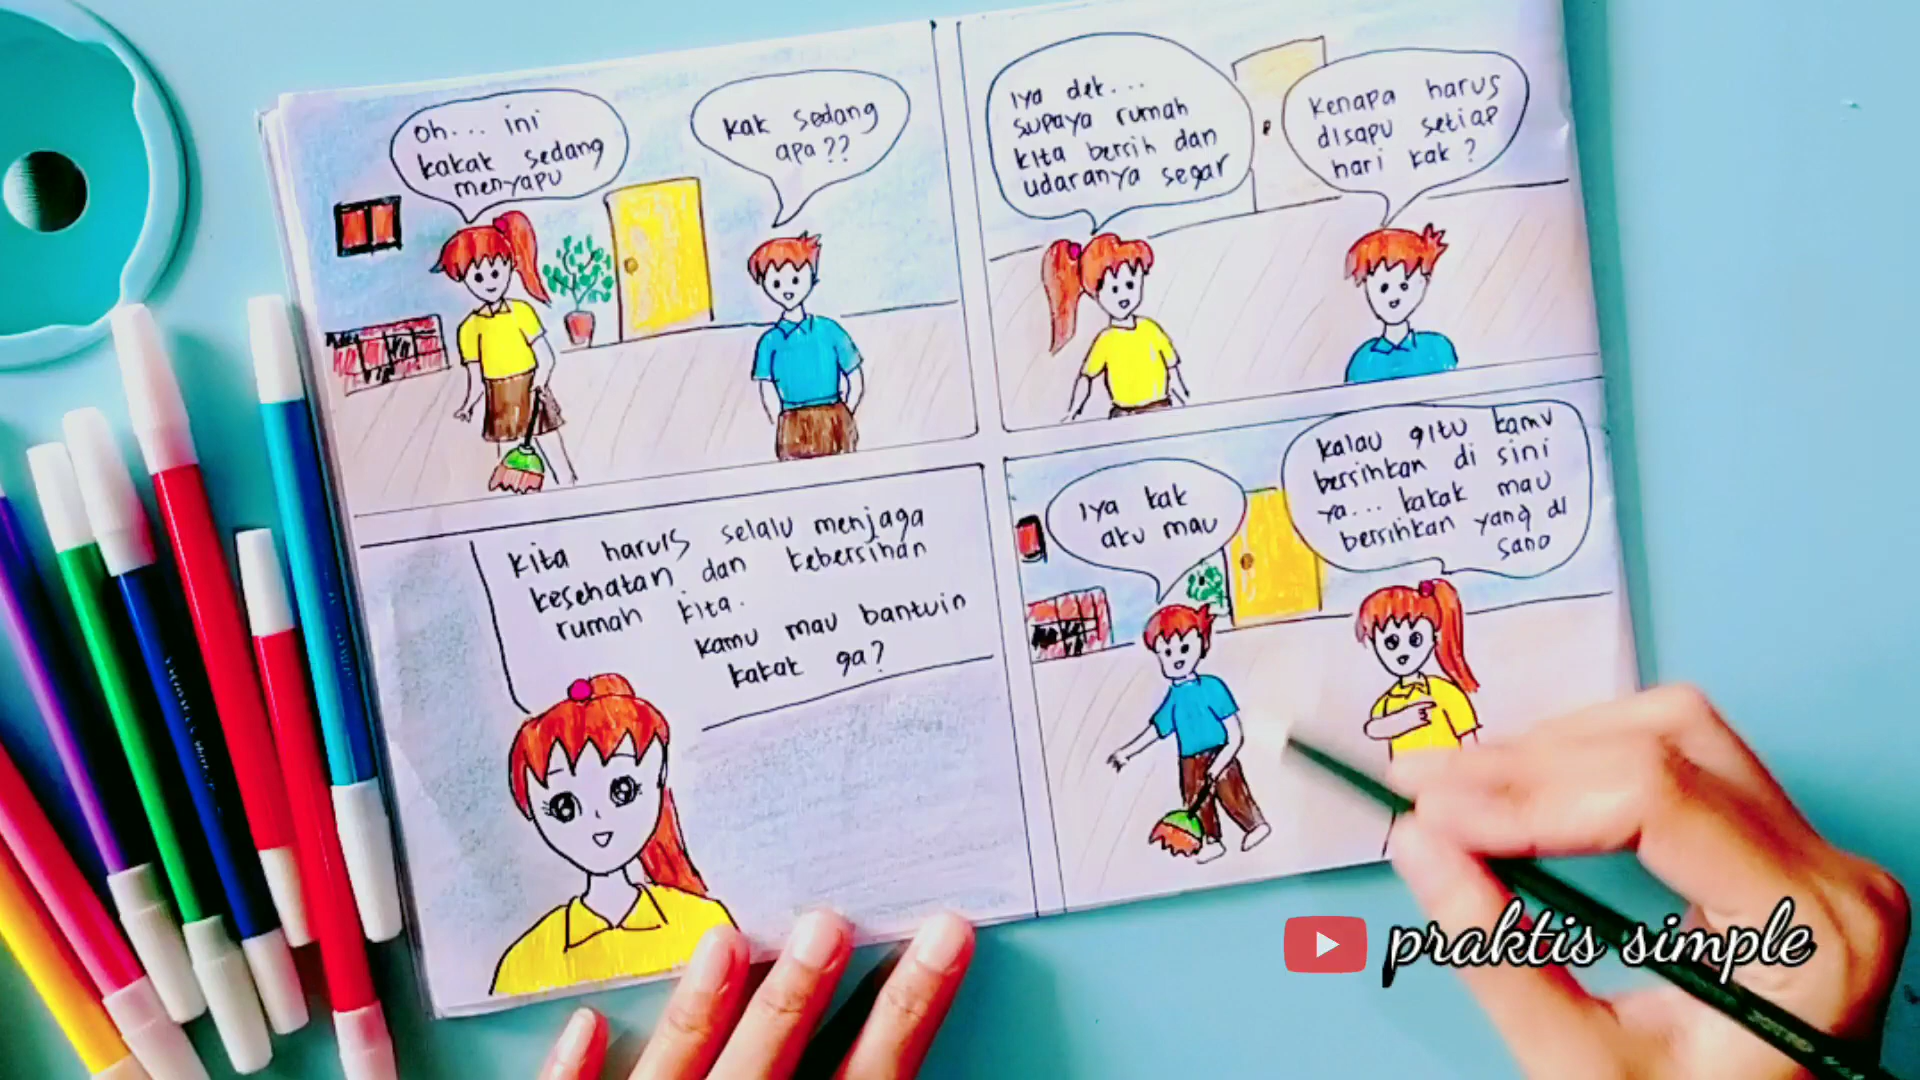 oh... ini
kakak sedang
menyapu
kak sedang
apa??
Iya dek...
supaya rumah
kita bersih dan
udaranya segar
Kenapa harus
disapu setiap
hari kak?
kita harus selalu menjaga
kesehatan dan kebersihan
rumah kita.
kamu mau bantuin
kakak ga?
Iya kak
aku mau
kalau gitu kamu
bersihkan di sini
ya... kakak mau
bersihkan yang di
sana
praktis simple